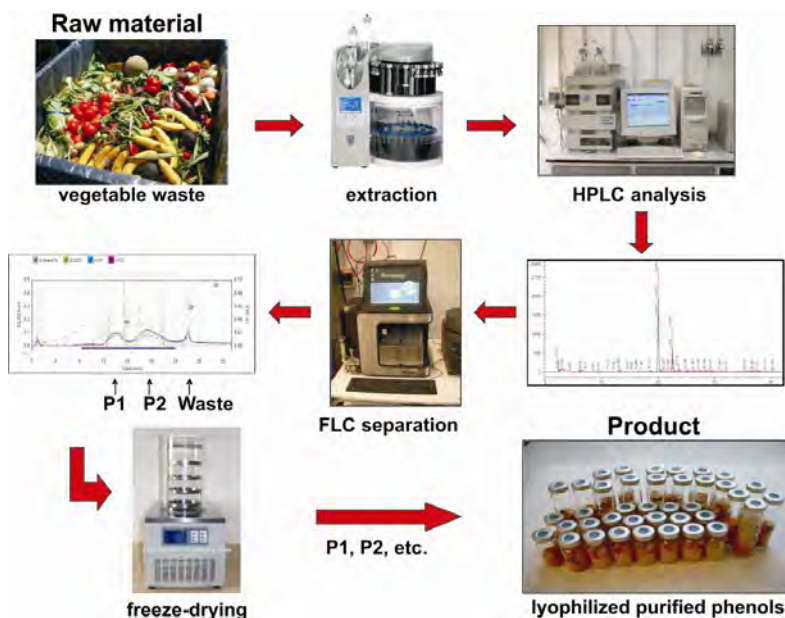 Raw material
vegetable waste
extraction
HPLC analysis
P1 P2 Waste
FLC separation
Product
freeze-drying
P1, P2, etc.
lyophilized purified phenols